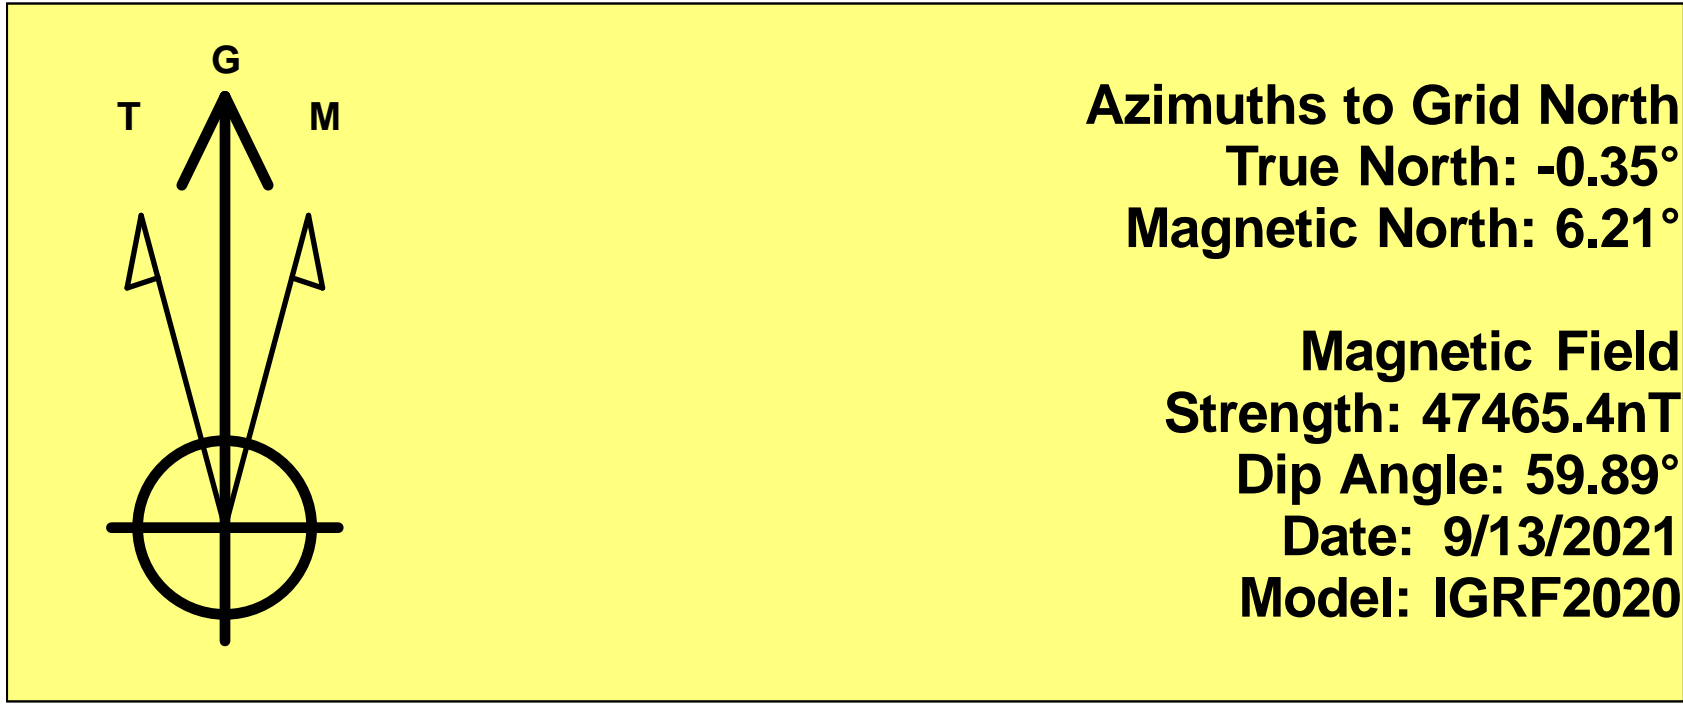 G
T M
Azimuths to Grid North
True North: -0.35°
Magnetic North: 6.21°
Magnetic Field
Strength: 47465.4nT
Dip Angle: 59.89°
Date: 9/13/2021
Model: IGRF2020